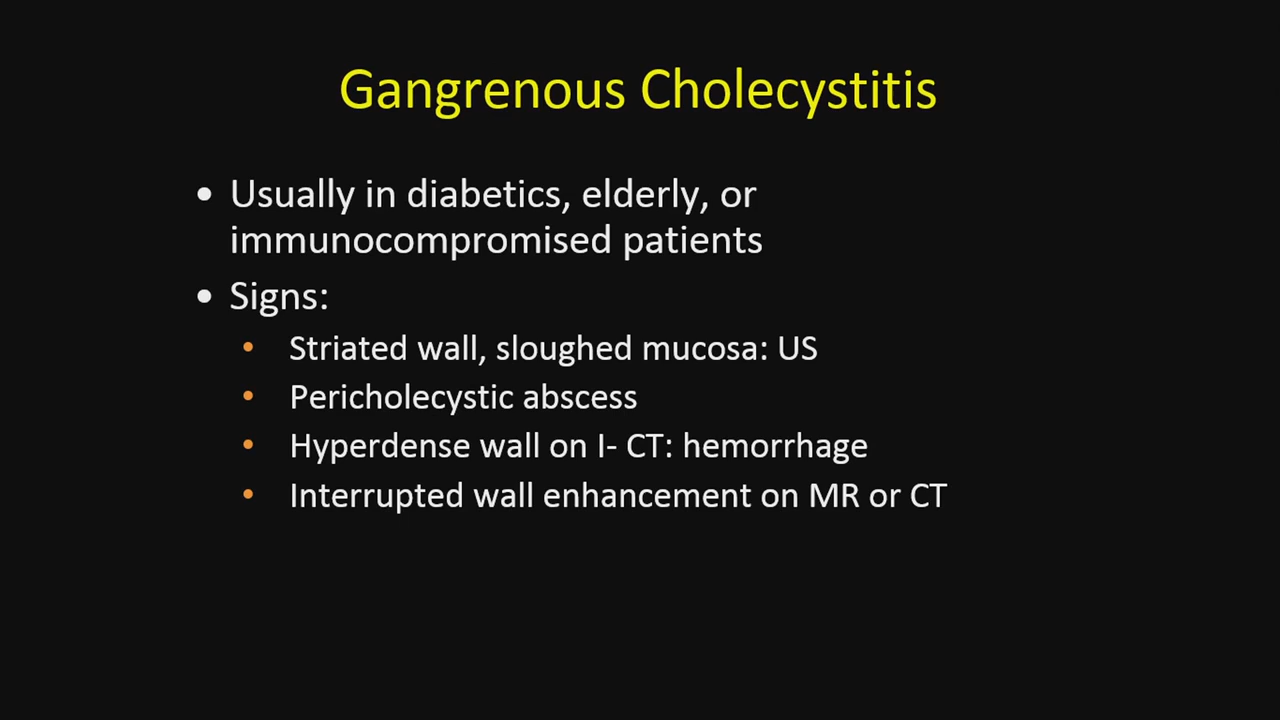 Gangrenous Cholecystitis
• Usually in diabetics, elderly, or
immunocompromised patients
• Signs:
• Striated wall, sloughed mucosa: US
• Pericholecystic abscess
• Hyperdense wall on I- CT: hemorrhage
• Interrupted wall enhancement on MR or CT